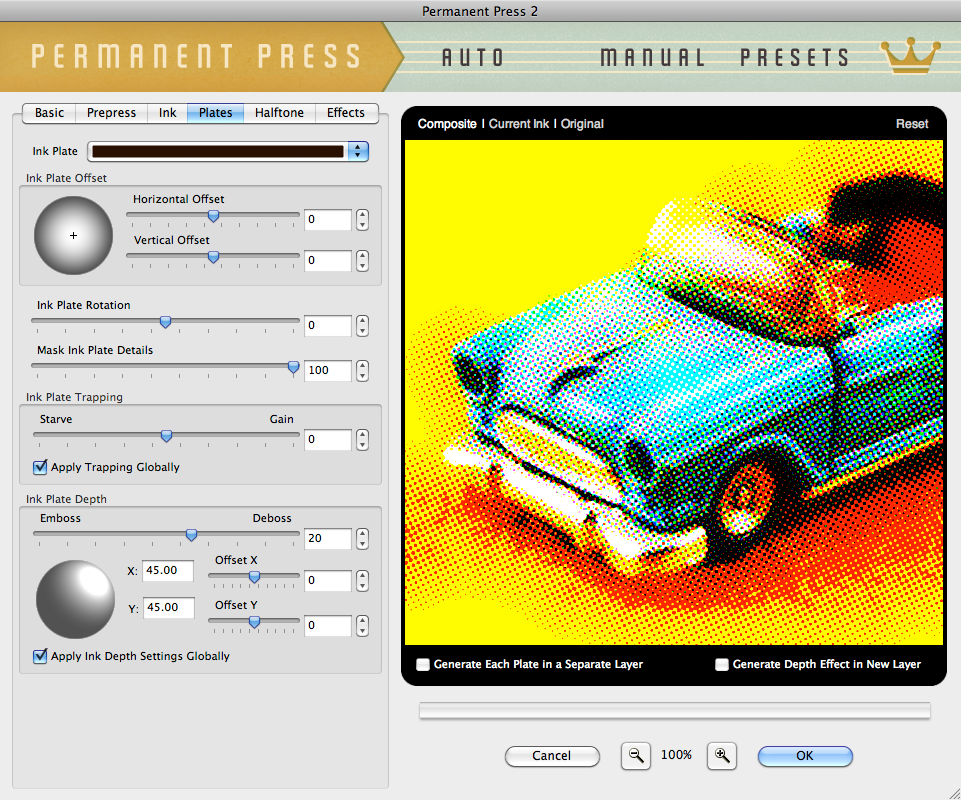 Permanent Press 2
PERMANENT PRESS
AUTO MANUAL PRESETS
Basic Prepress Ink Plates Halftone Effects
Ink Plate
Ink Plate Offset
Horizontal Offset
0
Vertical Offset
0
Ink Plate Rotation
0
Mask Ink Plate Details
100
Ink Plate Trapping
Starve Gain
0
Apply Trapping Globally
Ink Plate Depth
Emboss Deboss
20
X: 45.00
Offset X
0
Y: 45.00
Offset Y
0
Apply Ink Depth Settings Globally
Composite | Current Ink | Original Reset
Generate Each Plate in a Separate Layer Generate Depth Effect in New Layer
Cancel 100% OK